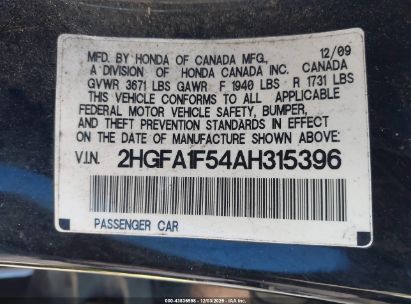 MFD. BY HONDA OF CANADA MFG., 12/09
A DIVISION OF HONDA CANADA INC. CANADA
GVWR 3671 LBS GAWR F 1940 LBS R 1731 LBS
THIS VEHICLE CONFORMS TO ALL APPLICABLE
FEDERAL MOTOR VEHICLE SAFETY, BUMPER,
AND THEFT PREVENTION STANDARDS IN EFFECT
ON THE DATE OF MANUFACTURE SHOWN ABOVE.
V.I.N. 2HGFA1F54AH315396
PASSENGER CAR